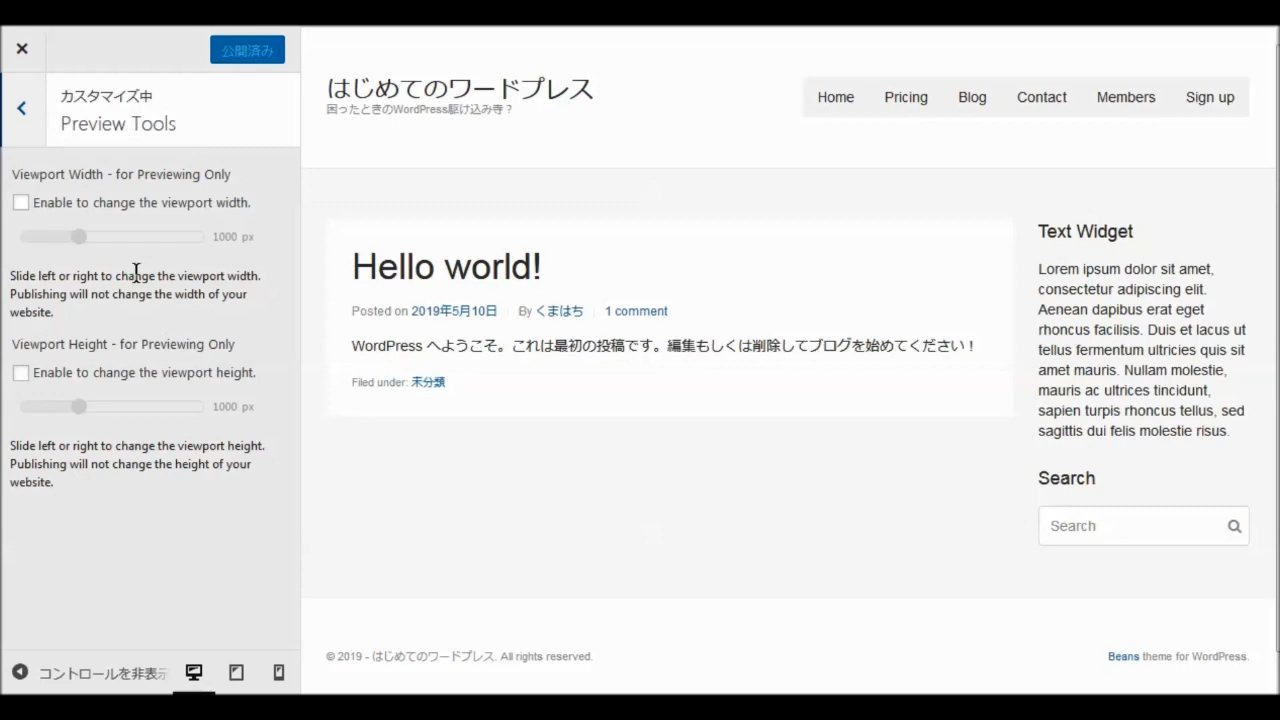 公開済み
カスタマイズ中
Preview Tools
Viewport Width - for Previewing Only
Enable to change the viewport width.
1000 px
Slide left or right to change the viewport width.
Publishing will not change the width of your
website.
Viewport Height - for Previewing Only
Enable to change the viewport height.
1000 px
Slide left or right to change the viewport height.
Publishing will not change the height of your
website.
コントロールを非表示
はじめてのワードプレス
困ったときのWordPress駆け込み寺？
Home Pricing Blog Contact Members Sign up
Hello world!
Posted on 2019年5月10日 By くまはち 1 comment
WordPress へようこそ。これは最初の投稿です。編集もしくは削除してブログを始めてください！
Filed under: 未分類
Text Widget
Lorem ipsum dolor sit amet,
consectetur adipiscing elit.
Aenean dapibus erat eget
rhoncus facilisis. Duis et lacus ut
tellus fermentum ultricies quis sit
amet mauris. Nullam molestie,
mauris ac ultrices tincidunt,
sapien turpis rhoncus tellus, sed
sagittis dui felis molestie risus.
Search
Search
© 2019 - はじめてのワードプレス. All rights reserved.
Beans theme for WordPress.